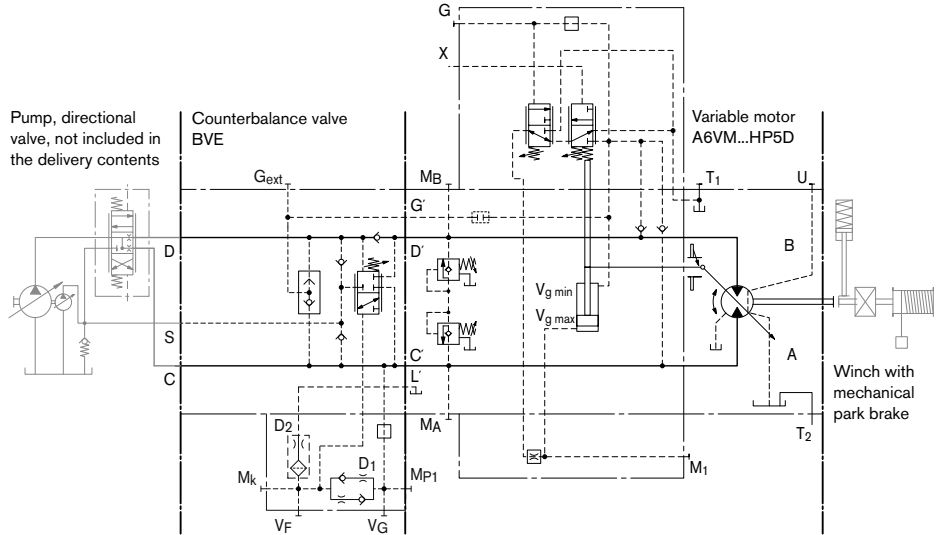 G
X
Pump, directional
valve, not included in
the delivery contents
Counterbalance valve
BVE
Variable motor
A6VM...HP5D
Gext
MB
T1
U
G′
D
D′
B
Vg min
Vg max
S
C
C′
L′
A
Winch with
mechanical
park brake
D2
MA
T2
D1
Mk
MP1
M1
VF
VG